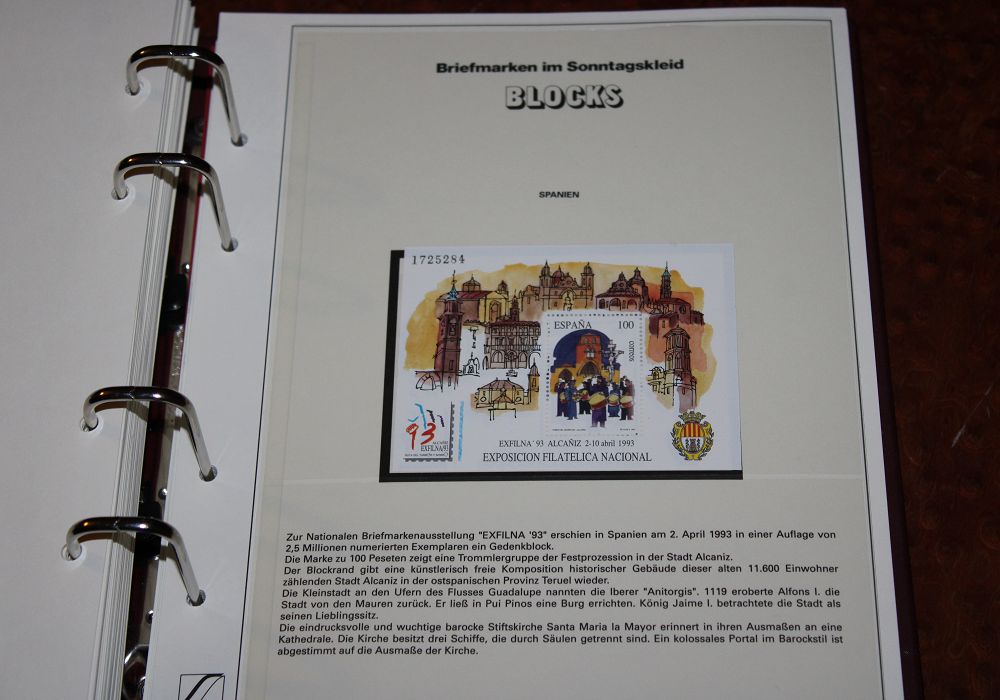 Briefmarken im Sonntagskleid
BLOCKS
SPANIEN
1725284
ESPAÑA 100
correos
93
ALCAÑIZ
EXFILNA'93
EXFILNA'93 ALCAÑIZ 2-10 abril 1993
EXPOSICION FILATELICA NACIONAL
Zur Nationalen Briefmarkenausstellung "EXFILNA '93" erschien in Spanien am 2. April 1993 in einer Auflage von
2,5 Millionen numerierten Exemplaren ein Gedenkblock.
Die Marke zu 100 Peseten zeigt eine Trommlergruppe der Festprozession in der Stadt Alcaniz.
Der Blockrand gibt eine künstlerisch freie Komposition historischer Gebäude dieser alten 11.600 Einwohner
zählenden Stadt Alcaniz in der ostspanischen Provinz Teruel wieder.
Die Kleinstadt an den Ufern des Flusses Guadalupe nannten die Iberer "Anitorgis". 1119 eroberte Alfons I. die
Stadt von den Mauren zurück. Er ließ in Pui Pinos eine Burg errichten. König Jaime I. betrachtete die Stadt als
seinen Lieblingssitz.
Die eindrucksvolle und wuchtige barocke Stiftskirche Santa Maria la Mayor erinnert in ihren Ausmaßen an eine
Kathedrale. Die Kirche besitzt drei Schiffe, die durch Säulen getrennt sind. Ein kolossales Portal im Barockstil ist
abgestimmt auf die Ausmaße der Kirche.